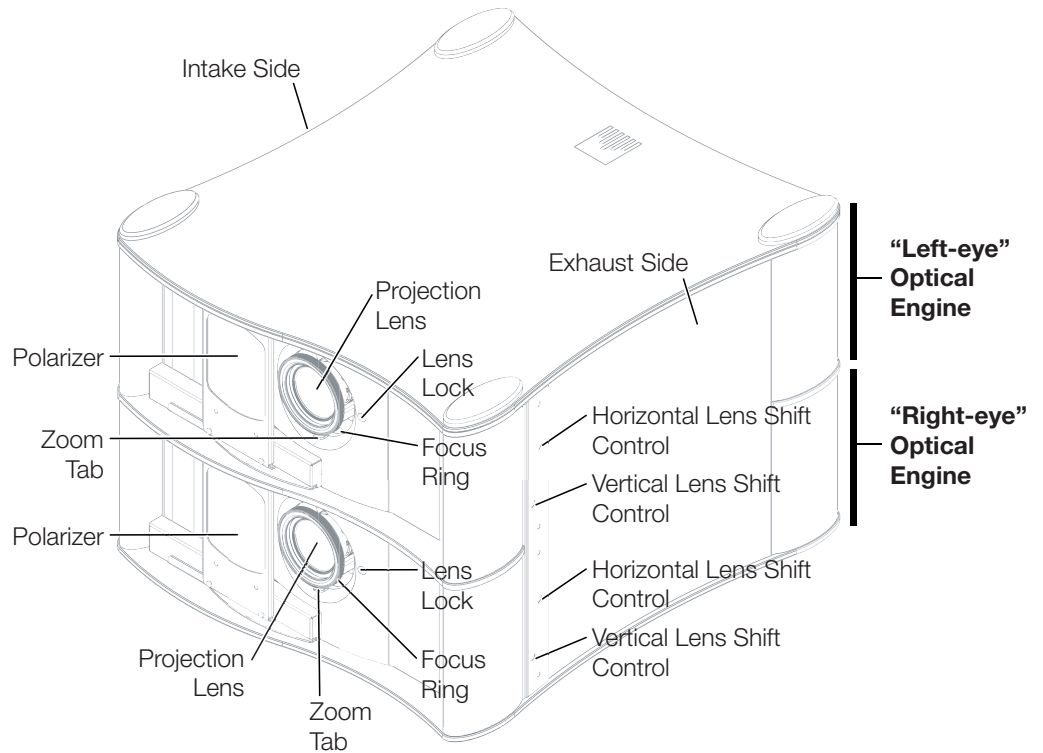 Intake Side
Exhaust Side
“Left-eye”
Optical
Engine
Projection
Lens
Polarizer
Lens
Lock
Zoom
Tab
Focus
Ring
Horizontal Lens Shift
Control
“Right-eye”
Optical
Engine
Vertical Lens Shift
Control
Polarizer
Lens
Lock
Horizontal Lens Shift
Control
Projection
Lens
Focus
Ring
Vertical Lens Shift
Control
Zoom
Tab